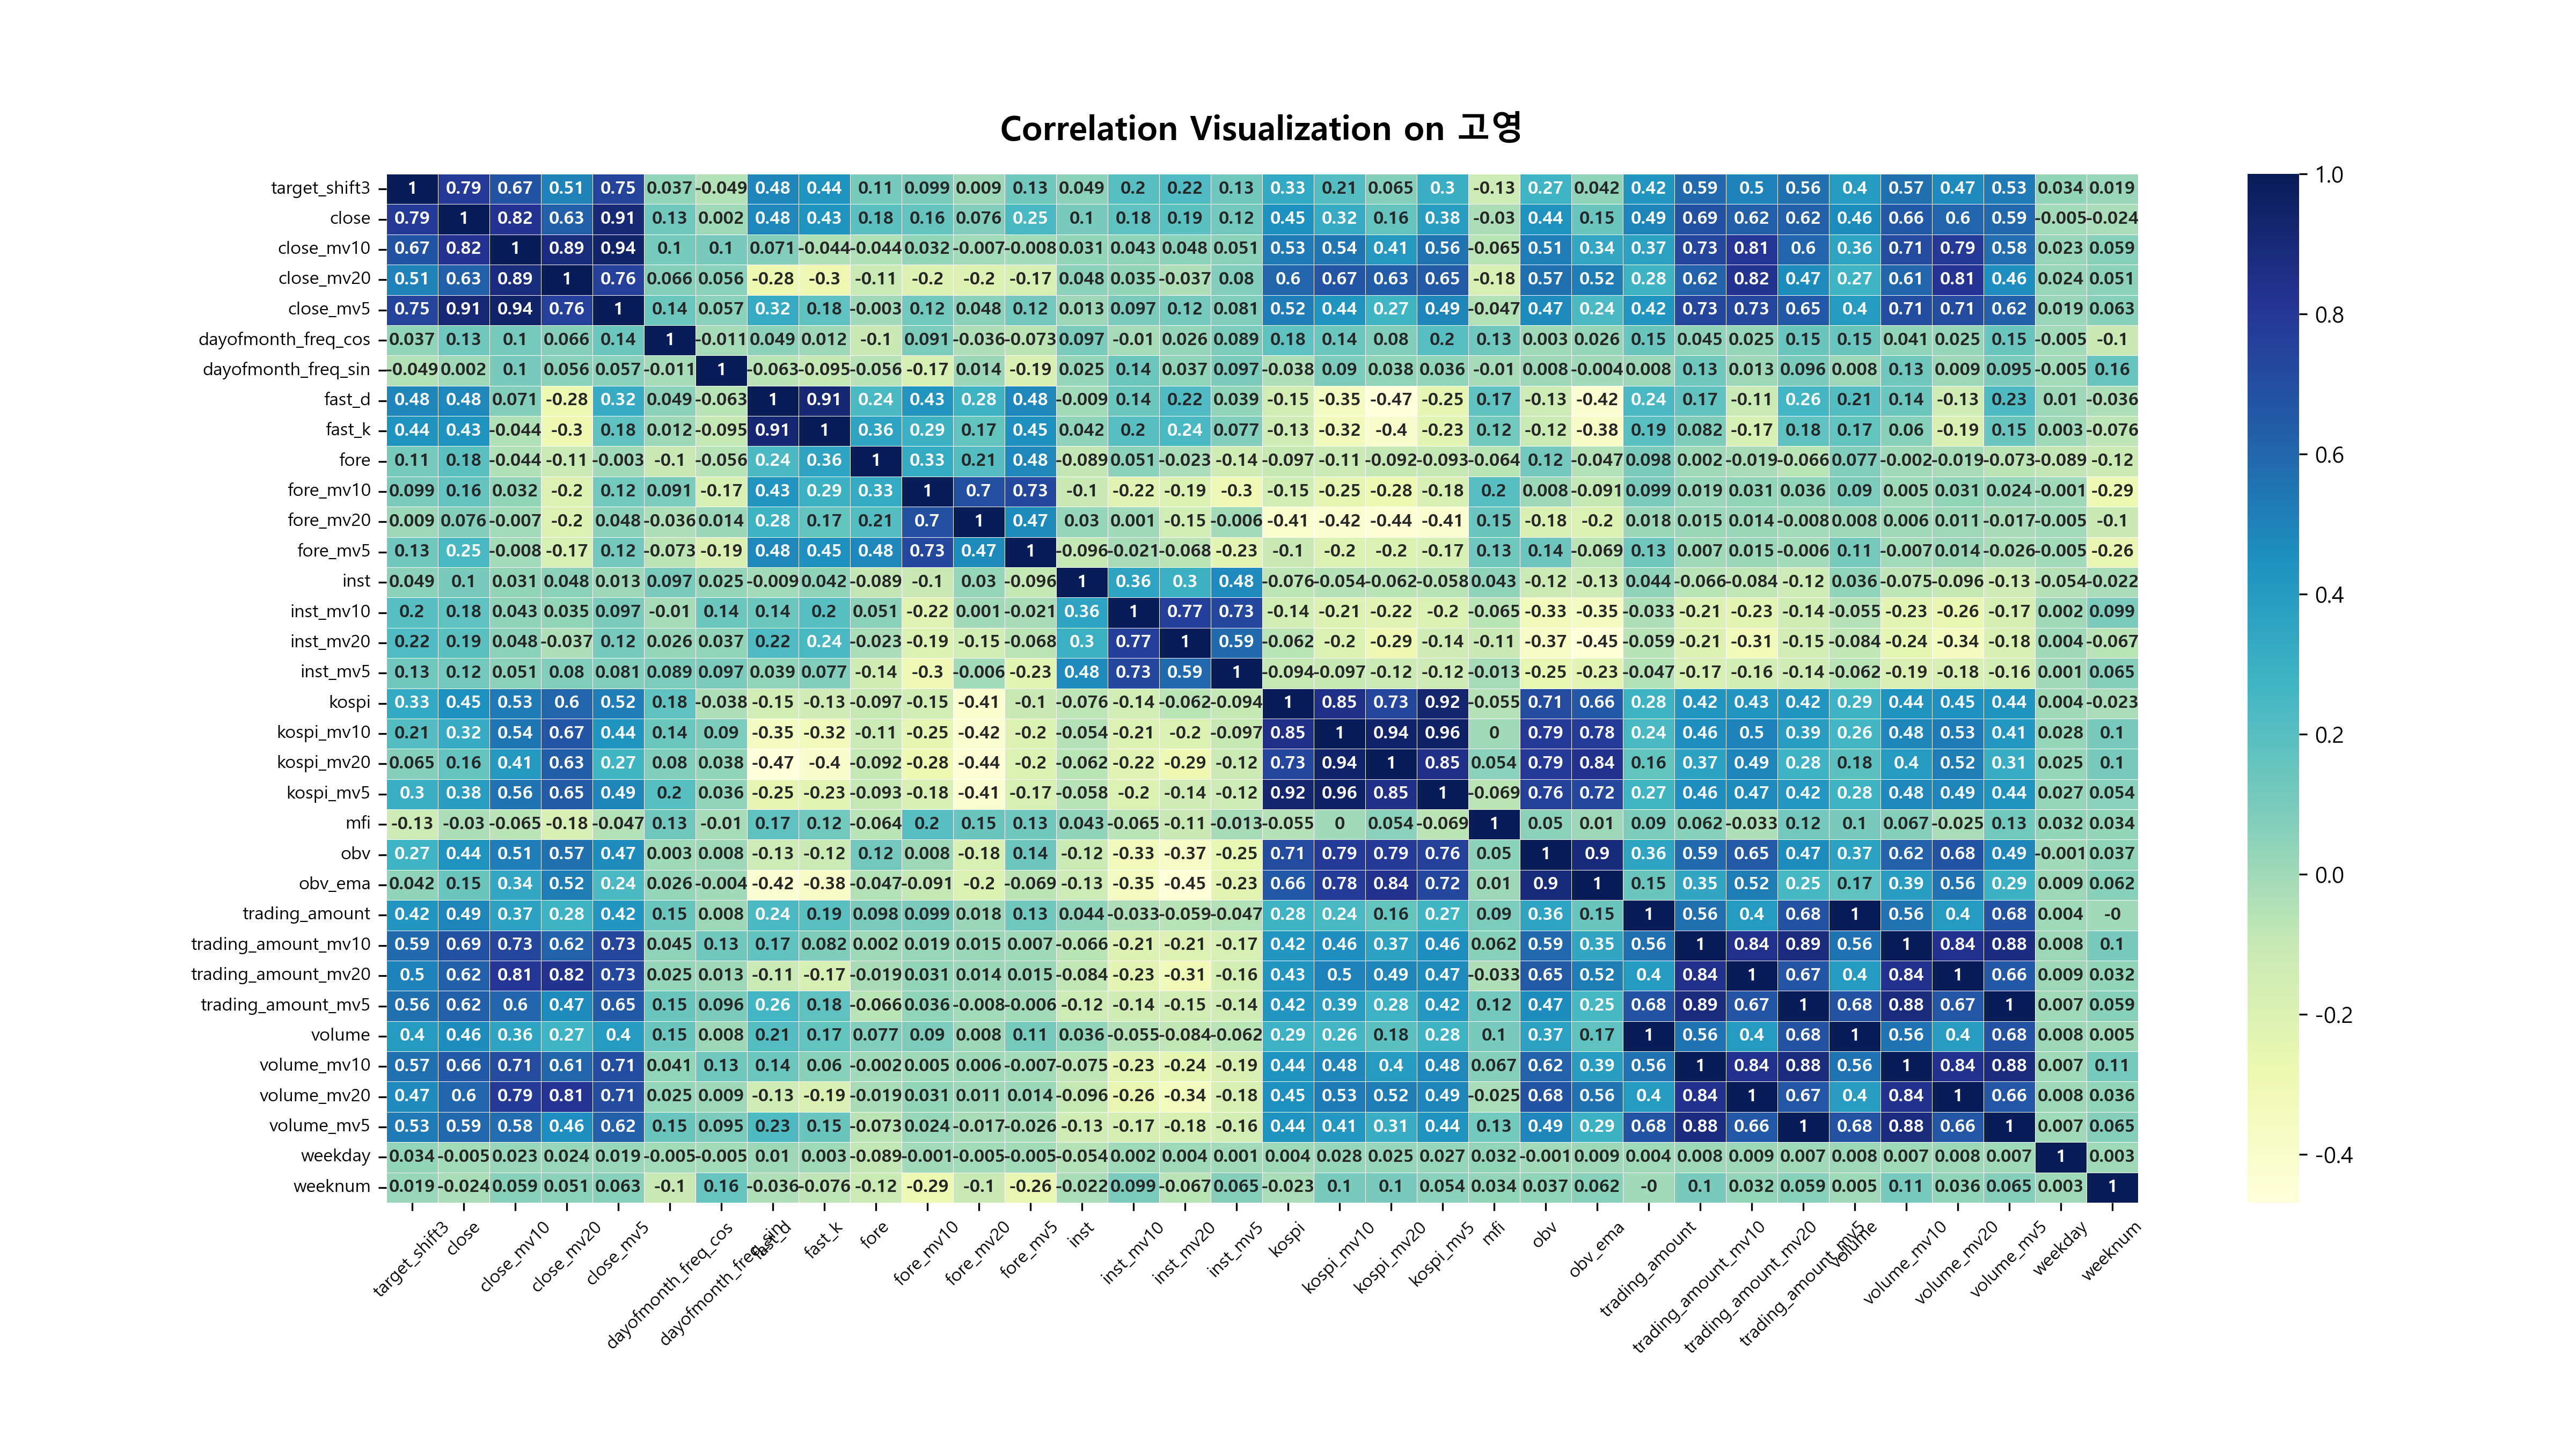 Correlation Visualization on 고영
target_shift3 1 0.79 0.67 0.51 0.75 0.037 -0.049 0.48 0.44 0.11 0.099 0.009 0.13 0.049 0.2 0.22 0.13 0.33 0.21 0.065 0.3 -0.13 0.27 0.042 0.42 0.59 0.5 0.56 0.4 0.57 0.47 0.53 0.034 0.019
close 0.79 1 0.82 0.63 0.91 0.13 0.002 0.48 0.43 0.18 0.16 0.076 0.25 0.1 0.18 0.19 0.12 0.45 0.32 0.16 0.38 -0.03 0.44 0.15 0.49 0.69 0.62 0.62 0.46 0.66 0.6 0.59 -0.005 -0.024
close_mv10 0.67 0.82 1 0.89 0.94 0.1 0.1 0.071 -0.044 -0.044 0.032 -0.007 -0.008 0.031 0.043 0.048 0.051 0.53 0.54 0.41 0.56 -0.065 0.51 0.34 0.37 0.73 0.81 0.6 0.36 0.71 0.79 0.58 0.023 0.059
close_mv20 0.51 0.63 0.89 1 0.76 0.066 0.056 -0.28 -0.3 -0.11 -0.2 -0.2 -0.17 0.048 0.035 -0.037 0.08 0.6 0.67 0.63 0.65 -0.18 0.57 0.52 0.28 0.62 0.82 0.47 0.27 0.61 0.81 0.46 0.024 0.051
close_mv5 0.75 0.91 0.94 0.76 1 0.14 0.057 0.32 0.18 -0.003 0.12 0.048 0.12 0.013 0.097 0.12 0.081 0.52 0.44 0.27 0.49 -0.047 0.47 0.24 0.42 0.73 0.73 0.65 0.4 0.71 0.71 0.62 0.019 0.063
dayofmonth_freq_cos 0.037 0.13 0.1 0.066 0.14 1 -0.011 0.049 0.012 -0.1 0.091 -0.036 -0.073 0.097 -0.01 0.026 0.089 0.18 0.14 0.08 0.2 0.13 0.003 0.026 0.15 0.045 0.025 0.15 0.15 0.041 0.025 0.15 -0.005 -0.1
dayofmonth_freq_sin -0.049 0.002 0.1 0.056 0.057 -0.011 1 -0.063 -0.095 -0.056 -0.17 0.014 -0.19 0.025 0.14 0.037 0.097 -0.038 0.09 0.038 0.036 -0.01 0.008 -0.004 0.008 0.13 0.013 0.096 0.008 0.13 0.009 0.095 -0.005 0.16
fast_d 0.48 0.48 0.071 -0.28 0.32 0.049 -0.063 1 0.91 0.24 0.43 0.28 0.48 -0.009 0.14 0.22 0.039 -0.15 -0.35 -0.47 -0.25 0.17 -0.13 -0.42 0.24 0.17 -0.11 0.26 0.21 0.14 -0.13 0.23 0.01 -0.036
fast_k 0.44 0.43 -0.044 -0.3 0.18 0.012 -0.095 0.91 1 0.36 0.29 0.17 0.45 0.042 0.2 0.24 0.077 -0.13 -0.32 -0.4 -0.23 0.12 -0.12 -0.38 0.19 0.082 -0.17 0.18 0.17 0.06 -0.19 0.15 0.003 -0.076
fore 0.11 0.18 -0.044 -0.11 -0.003 -0.1 -0.056 0.24 0.36 1 0.33 0.21 0.48 -0.089 0.051 -0.023 -0.14 -0.097 -0.11 -0.092 -0.093 -0.064 0.12 -0.047 0.098 0.002 -0.019 -0.066 0.077 -0.002 -0.019 -0.073 -0.089 -0.12
fore_mv10 0.099 0.16 0.032 -0.2 0.12 0.091 -0.17 0.43 0.29 0.33 1 0.7 0.73 -0.1 -0.22 -0.19 -0.3 -0.15 -0.25 -0.28 -0.18 0.2 0.008 -0.091 0.099 0.019 0.031 0.036 0.09 0.005 0.031 0.024 -0.001 -0.29
fore_mv20 0.009 0.076 -0.007 -0.2 0.048 -0.036 0.014 0.28 0.17 0.21 0.7 1 0.47 0.03 0.001 -0.15 -0.006 -0.41 -0.42 -0.44 -0.41 0.15 -0.18 -0.2 0.018 0.015 0.014 -0.008 0.008 0.006 0.011 -0.017 -0.005 -0.1
fore_mv5 0.13 0.25 -0.008 -0.17 0.12 -0.073 -0.19 0.48 0.45 0.48 0.73 0.47 1 -0.096 -0.021 -0.068 -0.23 -0.1 -0.2 -0.2 -0.17 0.13 0.14 -0.069 0.13 0.007 0.015 -0.006 0.11 -0.007 0.014 -0.026 -0.005 -0.26
inst 0.049 0.1 0.031 0.048 0.013 0.097 0.025 -0.009 0.042 -0.089 -0.1 0.03 -0.096 1 0.36 0.3 0.48 -0.076 -0.054 -0.062 -0.058 0.043 -0.12 -0.13 0.044 -0.066 -0.084 -0.12 0.036 -0.075 -0.096 -0.13 -0.054 -0.022
inst_mv10 0.2 0.18 0.043 0.035 0.097 -0.01 0.14 0.14 0.2 0.051 -0.22 0.001 -0.021 0.36 1 0.77 0.73 -0.14 -0.21 -0.22 -0.2 -0.065 -0.33 -0.35 -0.033 -0.21 -0.23 -0.14 -0.055 -0.23 -0.26 -0.17 0.002 0.099
inst_mv20 0.22 0.19 0.048 -0.037 0.12 0.026 0.037 0.22 0.24 -0.023 -0.19 -0.15 -0.068 0.3 0.77 1 0.59 -0.062 -0.2 -0.29 -0.14 -0.11 -0.37 -0.45 -0.059 -0.21 -0.31 -0.15 -0.084 -0.24 -0.34 -0.18 0.004 -0.067
inst_mv5 0.13 0.12 0.051 0.08 0.081 0.089 0.097 0.039 0.077 -0.14 -0.3 -0.006 -0.23 0.48 0.73 0.59 1 -0.094 -0.097 -0.12 -0.12 -0.013 -0.25 -0.23 -0.047 -0.17 -0.16 -0.14 -0.062 -0.19 -0.18 -0.16 0.001 0.065
kospi 0.33 0.45 0.53 0.6 0.52 0.18 -0.038 -0.15 -0.13 -0.097 -0.15 -0.41 -0.1 -0.076 -0.14 -0.062 -0.094 1 0.85 0.73 0.92 -0.055 0.71 0.66 0.28 0.42 0.43 0.42 0.29 0.44 0.45 0.44 0.004 -0.023
kospi_mv10 0.21 0.32 0.54 0.67 0.44 0.14 0.09 -0.35 -0.32 -0.11 -0.25 -0.42 -0.2 -0.054 -0.21 -0.2 -0.097 0.85 1 0.94 0.96 0 0.79 0.78 0.24 0.46 0.5 0.39 0.26 0.48 0.53 0.41 0.028 0.1
kospi_mv20 0.065 0.16 0.41 0.63 0.27 0.08 0.038 -0.47 -0.4 -0.092 -0.28 -0.44 -0.2 -0.062 -0.22 -0.29 -0.12 0.73 0.94 1 0.85 0.054 0.79 0.84 0.16 0.37 0.49 0.28 0.18 0.4 0.52 0.31 0.025 0.1
kospi_mv5 0.3 0.38 0.56 0.65 0.49 0.2 0.036 -0.25 -0.23 -0.093 -0.18 -0.41 -0.17 -0.058 -0.2 -0.14 -0.12 0.92 0.96 0.85 1 -0.069 0.76 0.72 0.27 0.46 0.47 0.42 0.28 0.48 0.49 0.44 0.027 0.054
mfi -0.13 -0.03 -0.065 -0.18 -0.047 0.13 -0.01 0.17 0.12 -0.064 0.2 0.15 0.13 0.043 -0.065 -0.11 -0.013 -0.055 0 0.054 -0.069 1 0.05 0.01 0.09 0.062 -0.033 0.12 0.1 0.067 -0.025 0.13 0.032 0.034
obv 0.27 0.44 0.51 0.57 0.47 0.003 0.008 -0.13 -0.12 0.12 0.008 -0.18 0.14 -0.12 -0.33 -0.37 -0.25 0.71 0.79 0.79 0.76 0.05 1 0.9 0.36 0.59 0.65 0.47 0.37 0.62 0.68 0.49 -0.001 0.037
obv_ema 0.042 0.15 0.34 0.52 0.24 0.026 -0.004 -0.42 -0.38 -0.047 -0.091 -0.2 -0.069 -0.13 -0.35 -0.45 -0.23 0.66 0.78 0.84 0.72 0.01 0.9 1 0.15 0.35 0.52 0.25 0.17 0.39 0.56 0.29 0.009 0.062
trading_amount 0.42 0.49 0.37 0.28 0.42 0.15 0.008 0.24 0.19 0.098 0.099 0.018 0.13 0.044 -0.033 -0.059 -0.047 0.28 0.24 0.16 0.27 0.09 0.36 0.15 1 0.56 0.4 0.68 1 0.56 0.4 0.68 0.004 -0
trading_amount_mv10 0.59 0.69 0.73 0.62 0.73 0.045 0.13 0.17 0.082 0.002 0.019 0.015 0.007 -0.066 -0.21 -0.21 -0.17 0.42 0.46 0.37 0.46 0.062 0.59 0.35 0.56 1 0.84 0.89 0.56 1 0.84 0.88 0.008 0.1
trading_amount_mv20 0.5 0.62 0.81 0.82 0.73 0.025 0.013 -0.11 -0.17 -0.019 0.031 0.014 0.015 -0.084 -0.23 -0.31 -0.16 0.43 0.5 0.49 0.47 -0.033 0.65 0.52 0.4 0.84 1 0.67 0.4 0.84 1 0.66 0.009 0.032
trading_amount_mv5 0.56 0.62 0.6 0.47 0.65 0.15 0.096 0.26 0.18 -0.066 0.036 -0.008 -0.006 -0.12 -0.14 -0.15 -0.14 0.42 0.39 0.28 0.42 0.12 0.47 0.25 0.68 0.89 0.67 1 0.68 0.88 0.67 1 0.007 0.059
volume 0.4 0.46 0.36 0.27 0.4 0.15 0.008 0.21 0.17 0.077 0.09 0.008 0.11 0.036 -0.055 -0.084 -0.062 0.29 0.26 0.18 0.28 0.1 0.37 0.17 1 0.56 0.4 0.68 1 0.56 0.4 0.68 0.008 0.005
volume_mv10 0.57 0.66 0.71 0.61 0.71 0.041 0.13 0.14 0.06 -0.002 0.005 0.006 -0.007 -0.075 -0.23 -0.24 -0.19 0.44 0.48 0.4 0.48 0.067 0.62 0.39 0.56 1 0.84 0.88 0.56 1 0.84 0.88 0.007 0.11
volume_mv20 0.47 0.6 0.79 0.81 0.71 0.025 0.009 -0.13 -0.19 -0.019 0.031 0.011 0.014 -0.096 -0.26 -0.34 -0.18 0.45 0.53 0.52 0.49 -0.025 0.68 0.56 0.4 0.84 1 0.67 0.4 0.84 1 0.66 0.008 0.036
volume_mv5 0.53 0.59 0.58 0.46 0.62 0.15 0.095 0.23 0.15 -0.073 0.024 -0.017 -0.026 -0.13 -0.17 -0.18 -0.16 0.44 0.41 0.31 0.44 0.13 0.49 0.29 0.68 0.88 0.66 1 0.68 0.88 0.66 1 0.007 0.065
weekday 0.034 -0.005 0.023 0.024 0.019 -0.005 -0.005 0.01 0.003 -0.089 -0.001 -0.005 -0.005 -0.054 0.002 0.004 0.001 0.004 0.028 0.025 0.027 0.032 -0.001 0.009 0.004 0.008 0.009 0.007 0.008 0.007 0.008 0.007 1 0.003
weeknum 0.019 -0.024 0.059 0.051 0.063 -0.1 0.16 -0.036 -0.076 -0.12 -0.29 -0.1 -0.26 -0.022 0.099 -0.067 0.065 -0.023 0.1 0.1 0.054 0.034 0.037 0.062 -0 0.1 0.032 0.059 0.005 0.11 0.036 0.065 0.003 1
target_shift3 close close_mv10 close_mv20 close_mv5 dayofmonth_freq_cos dayofmonth_freq_sin fast_d fast_k fore fore_mv10 fore_mv20 fore_mv5 inst inst_mv10 inst_mv20 inst_mv5 kospi kospi_mv10 kospi_mv20 kospi_mv5 mfi obv obv_ema trading_amount trading_amount_mv10 trading_amount_mv20 trading_amount_mv5 volume volume_mv10 volume_mv20 volume_mv5 weekday weeknum
1.0
0.8
0.6
0.4
0.2
0.0
-0.2
-0.4